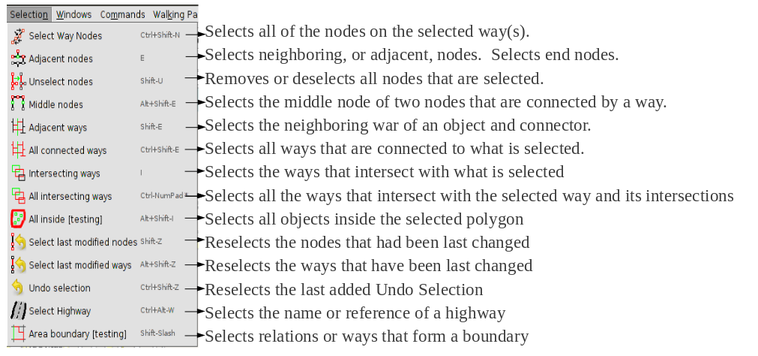 Selection Windows Commands Walking Pa
Select Way Nodes Ctrl+Shift-N Selects all of the nodes on the selected way(s).
Adjacent nodes E Selects neighboring, or adjacent, nodes. Selects end nodes.
Unselect nodes Shift-U Removes or deselects all nodes that are selected.
Middle nodes Alt+Shift-E Selects the middle node of two nodes that are connected by a way.
Adjacent ways Shift-E Selects the neighboring war of an object and connector.
All connected ways Ctrl+Shift-E Selects all ways that are connected to what is selected.
Intersecting ways I Selects the ways that intersect with what is selected
All intersecting ways Ctrl-NumPad * Selects all the ways that intersect with the selected way and its intersections
All inside [testing] Alt+Shift-I Selects all objects inside the selected polygon
Select last modified nodes Shift-Z Reselects the nodes that had been last changed
Select last modified ways Alt+Shift-Z Reselects the ways that have been last changed
Undo selection Ctrl+Shift-Z Reselects the last added Undo Selection
Select Highway Ctrl+Alt-W Selects the name or reference of a highway
Area boundary [testing] Shift-Slash Selects relations or ways that form a boundary